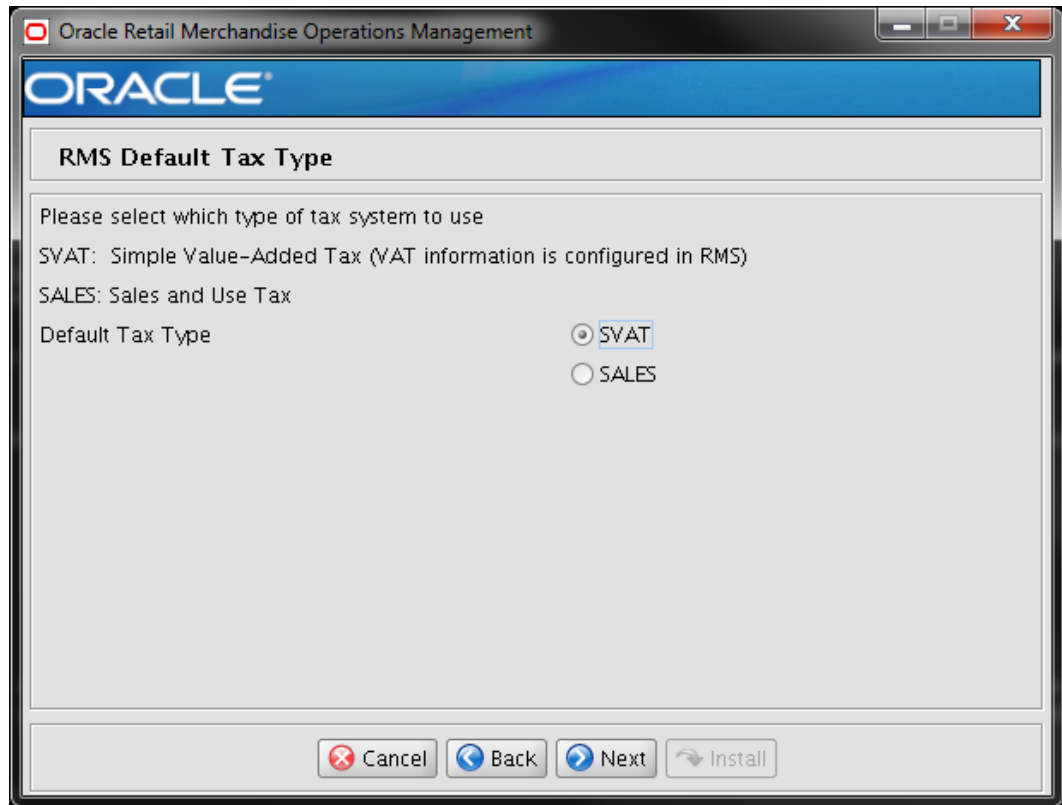 Oracle Retail Merchandise Operations Management
ORACLE®
RMS Default Tax Type
Please select which type of tax system to use
SVAT:  Simple Value-Added Tax (VAT information is configured in RMS)
SALES: Sales and Use Tax
Default Tax Type SVAT
SALES
Cancel Back Next Install